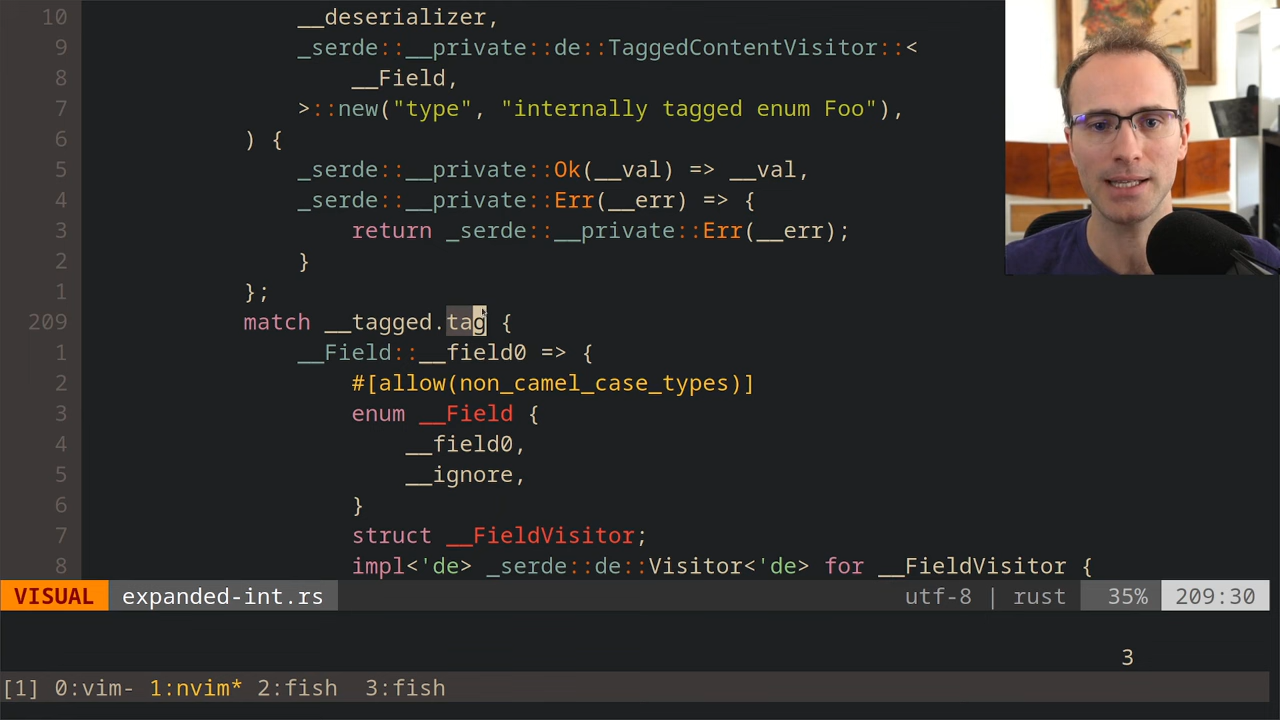 10 __deserializer,
9 _serde::__private::de::TaggedContentVisitor::<
8 __Field,
7 >::new("type", "internally tagged enum Foo"),
6 ) {
5 _serde::__private::Ok(__val) => __val,
4 _serde::__private::Err(__err) => {
3 return _serde::__private::Err(__err);
2 }
1 };
209 match __tagged.tag {
1 __Field::__field0 => {
2 #[allow(non_camel_case_types)]
3 enum __Field {
4 __field0,
5 __ignore,
6 }
7 struct __FieldVisitor;
8 impl<'de> _serde::de::Visitor<'de> for __FieldVisitor {
VISUAL expanded-int.rs utf-8 | rust 35% 209:30
3
[1] 0:vim- 1:nvim* 2:fish 3:fish